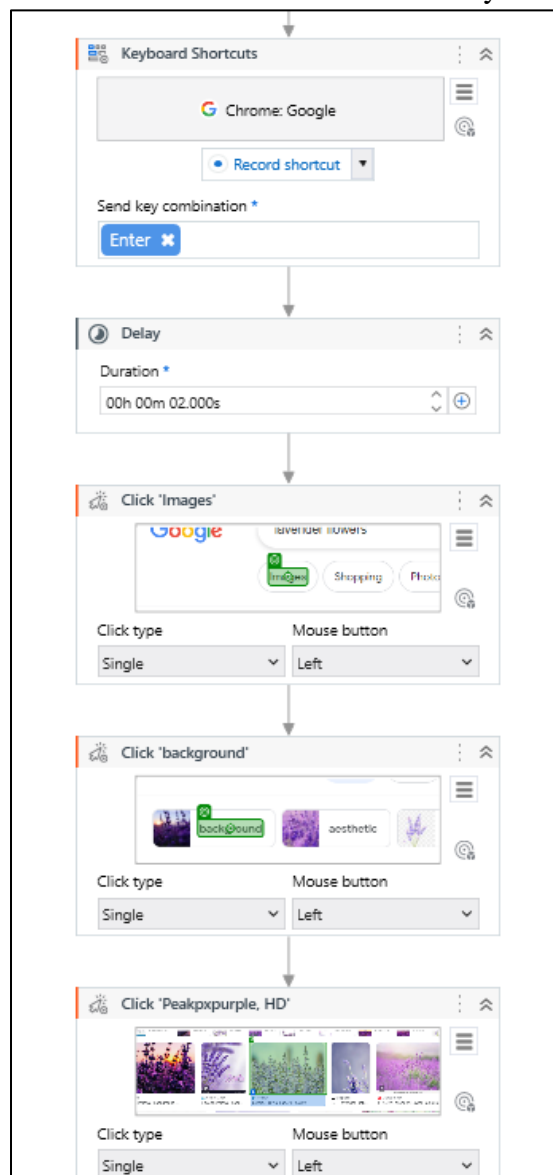 Keyboard Shortcuts
Chrome: Google
Record shortcut
Send key combination *
Enter
Delay
Duration *
00h 00m 02.000s
Click 'Images'
Google lavender flowers
Images Shopping Photo
Click type Mouse button
Single Left
Click 'background'
background aesthetic
Click type Mouse button
Single Left
Click 'Peakpxpurple, HD'
Click type Mouse button
Single Left